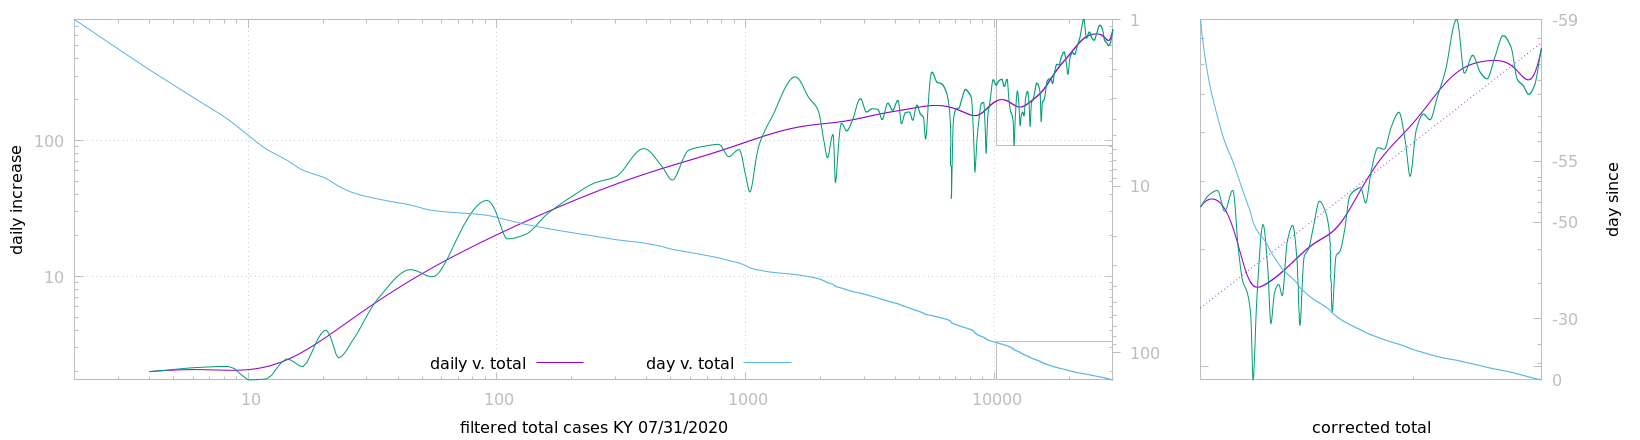 1
-59
100
-55
10
-50
10
-30
daily v. total
day v. total
100
0
10
100
1000
10000
daily increase
day since
filtered total cases KY 07/31/2020
corrected total